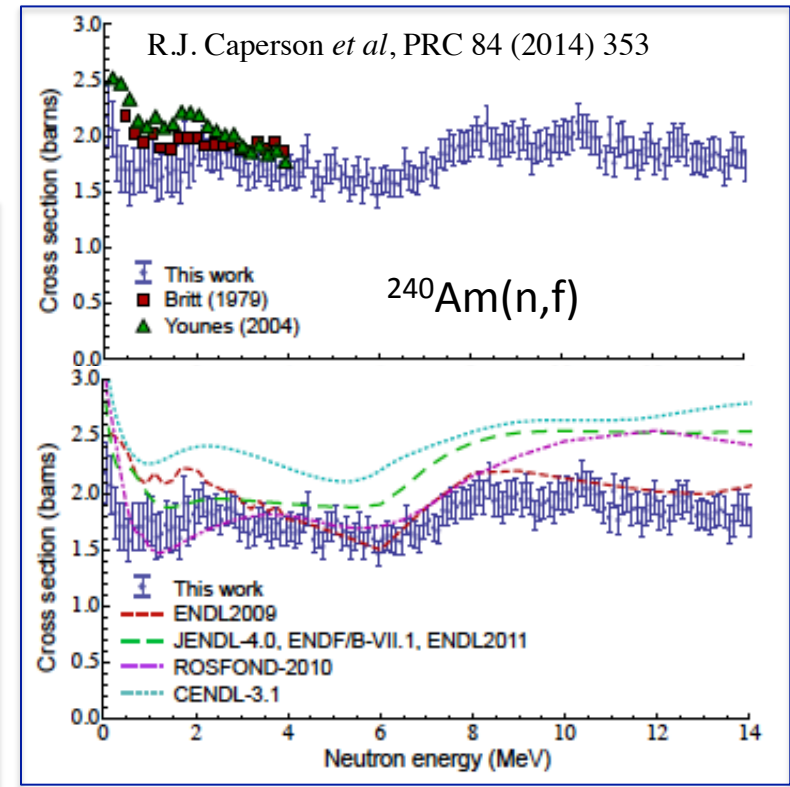 R.J. Caperson et al, PRC 84 (2014) 353
3.0
2.5
2.0
1.5
1.0
0.5
0.0
Cross section (barns)
This work
Britt (1979)
Younes (2004)
240Am(n,f)
3.0
2.5
2.0
1.5
1.0
0.5
0.0
Cross section (barns)
This work
ENDL2009
JENDL-4.0, ENDF/B-VII.1, ENDL2011
ROSFOND-2010
CENDL-3.1
0 2 4 6 8 10 12 14
Neutron energy (MeV)